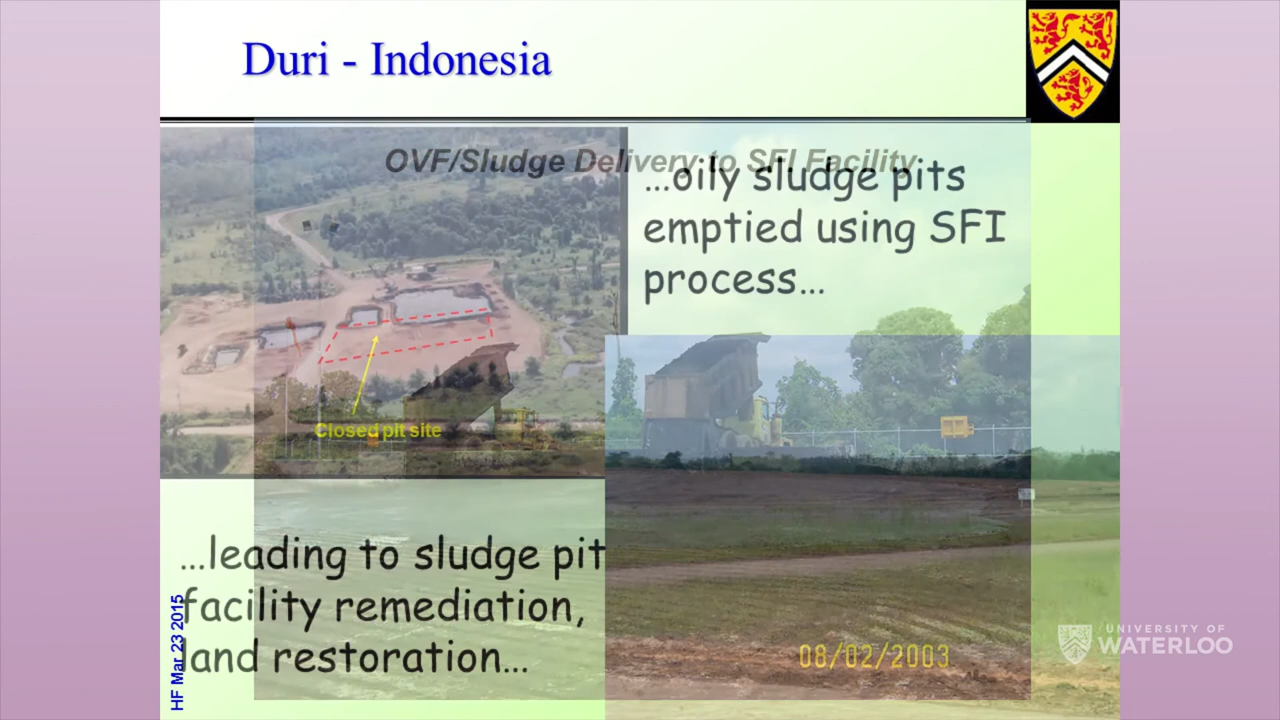 Duri - Indonesia
OVF/Sludge Delivery to SFI Facility
...oily sludge pits
emptied using SFI
process...
Closed pit site
...leading to sludge pit
facility remediation,
and restoration...
08/02/2003
HF Mar 23 2015
UNIVERSITY OF
WATERLOO